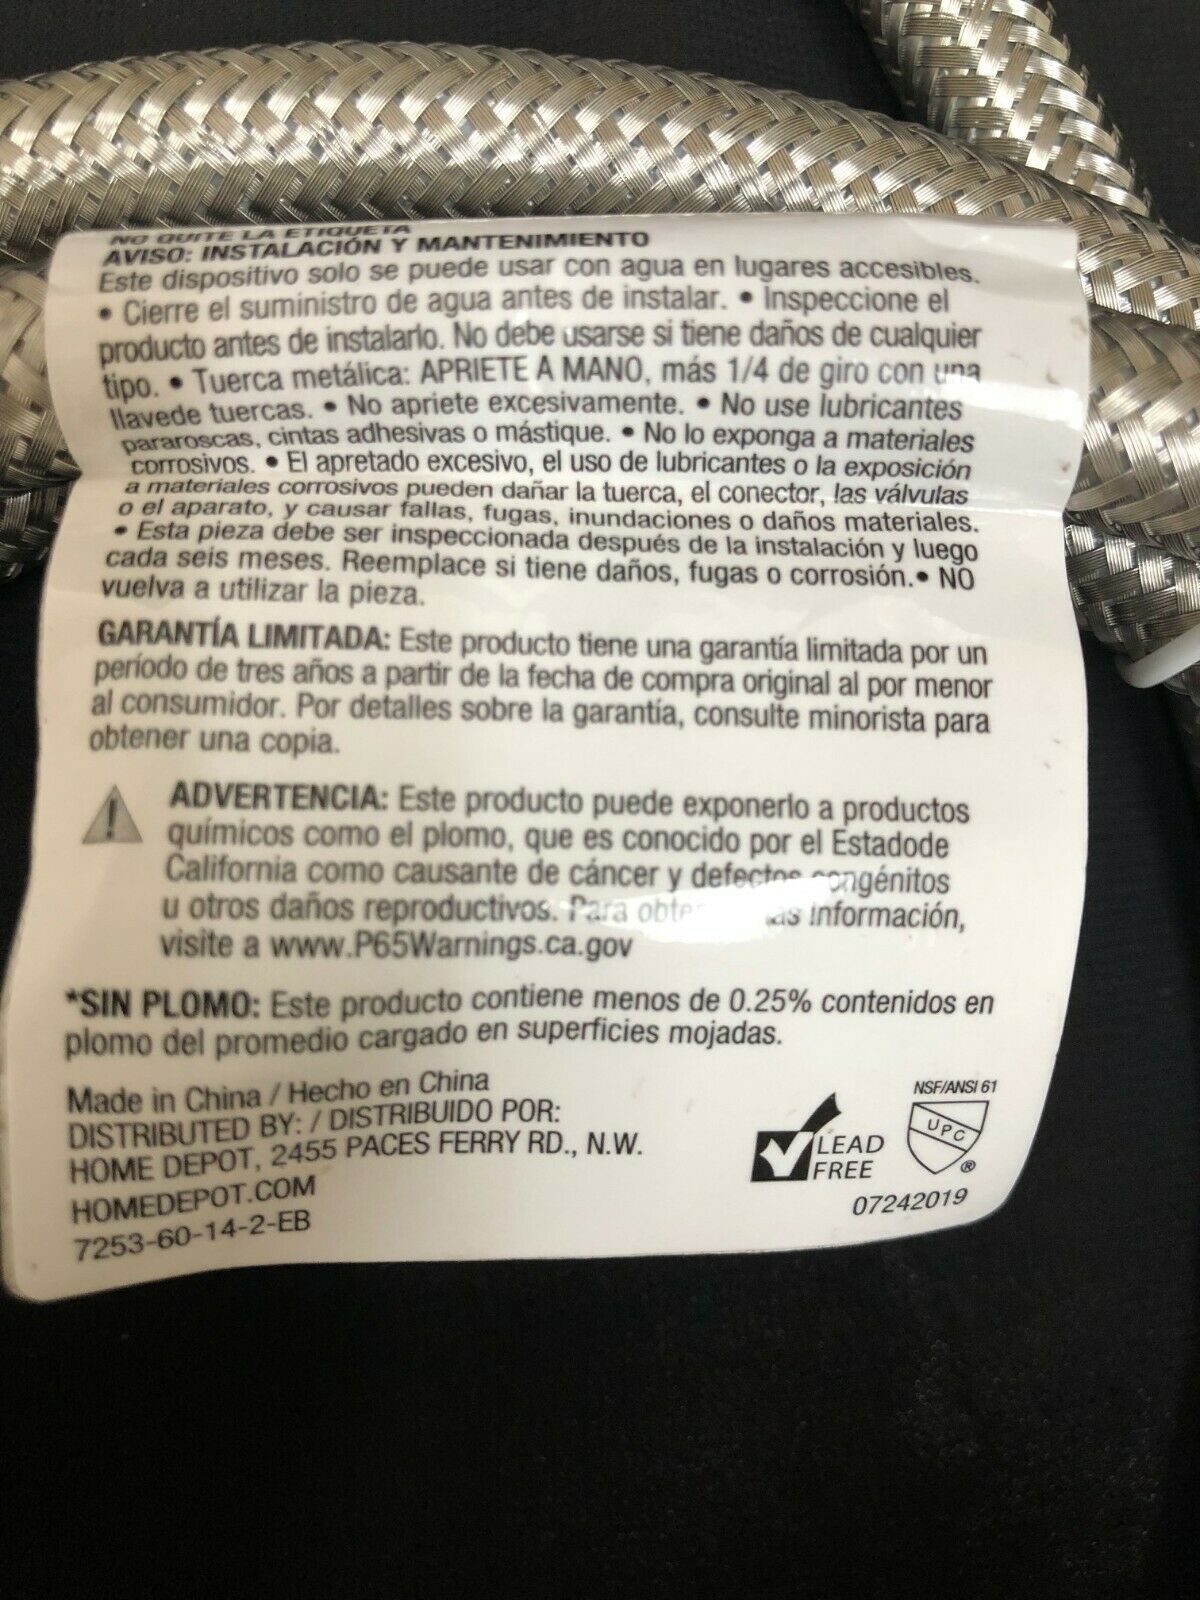 NO QUITE LA ETIQUETA
AVISO: INSTALACIÓN Y MANTENIMIENTO
Este dispositivo solo se puede usar con agua en lugares accesibles.
• Cierre el suministro de agua antes de instalar. • Inspeccione el
producto antes de instalarlo. No debe usarse si tiene daños de cualquier
tipo. • Tuerca metálica: APRIETE A MANO, más 1/4 de giro con una
llavede tuercas. • No apriete excesivamente. • No use lubricantes
pararoscas, cintas adhesivas o mástique. • No lo exponga a materiales
corrosivos. • El apretado excesivo, el uso de lubricantes o la exposición
a materiales corrosivos pueden dañar la tuerca, el conector, las válvulas
o el aparato, y causar fallas, fugas, inundaciones o daños materiales.
• Esta pieza debe ser inspeccionada después de la instalación y luego
cada seis meses. Reemplace si tiene daños, fugas o corrosión.• NO
vuelva a utilizar la pieza.
GARANTÍA LIMITADA: Este producto tiene una garantía limitada por un
período de tres años a partir de la fecha de compra original al por menor
al consumidor. Por detalles sobre la garantía, consulte minorista para
obtener una copia.
! ADVERTENCIA: Este producto puede exponerlo a productos
químicos como el plomo, que es conocido por el Estadode
California como causante de cáncer y defectos congénitos
u otros daños reproductivos. Para información,
visite a www.P65Warnings.ca.gov
*SIN PLOMO: Este producto contiene menos de 0.25% contenidos en
plomo del promedio cargado en superficies mojadas.
Made in China / Hecho en China
DISTRIBUTED BY: / DISTRIBUIDO POR:
HOME DEPOT, 2455 PACES FERRY RD., N.W.
HOMEDEPOT.COM
7253-60-14-2-EB
LEAD
FREE
NSF/ANSI 61
UPC
®
07242019